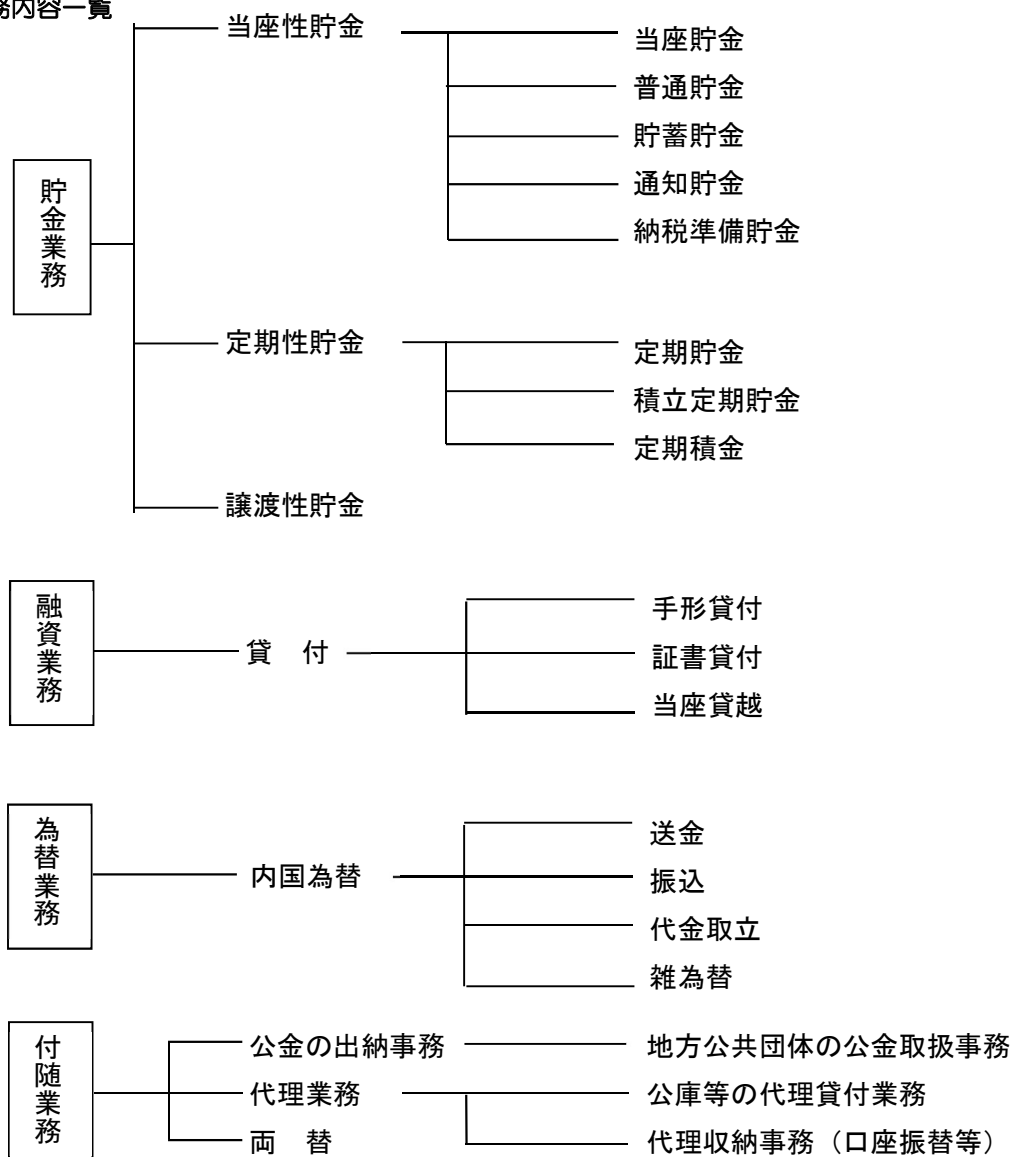 務内容一覧
貯金業務
当座性貯金
当座貯金
普通貯金
貯蓄貯金
通知貯金
納税準備貯金
定期性貯金
定期貯金
積立定期貯金
定期積金
譲渡性貯金
融資業務
貸　付
手形貸付
証書貸付
当座貸越
為替業務
内国為替
送金
振込
代金取立
雑為替
付随業務
公金の出納事務
地方公共団体の公金取扱事務
代理業務
公庫等の代理貸付業務
代理収納事務（口座振替等）
両　替